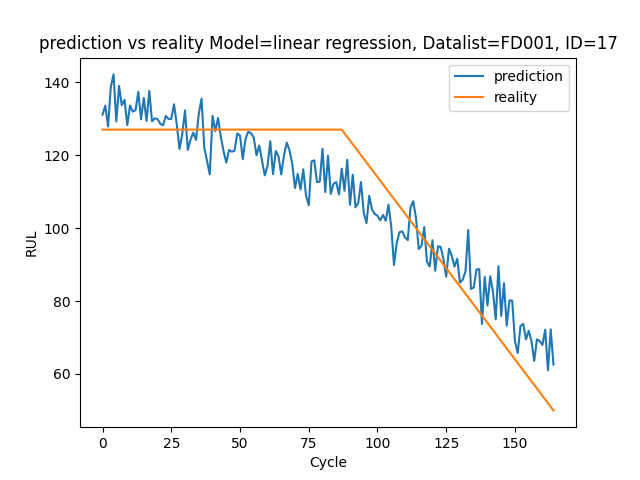 prediction vs reality Model=linear regression, Datalist=FD001, ID=17
prediction
reality
140
120
100
80
60
RUL
0 25 50 75 100 125 150
Cycle